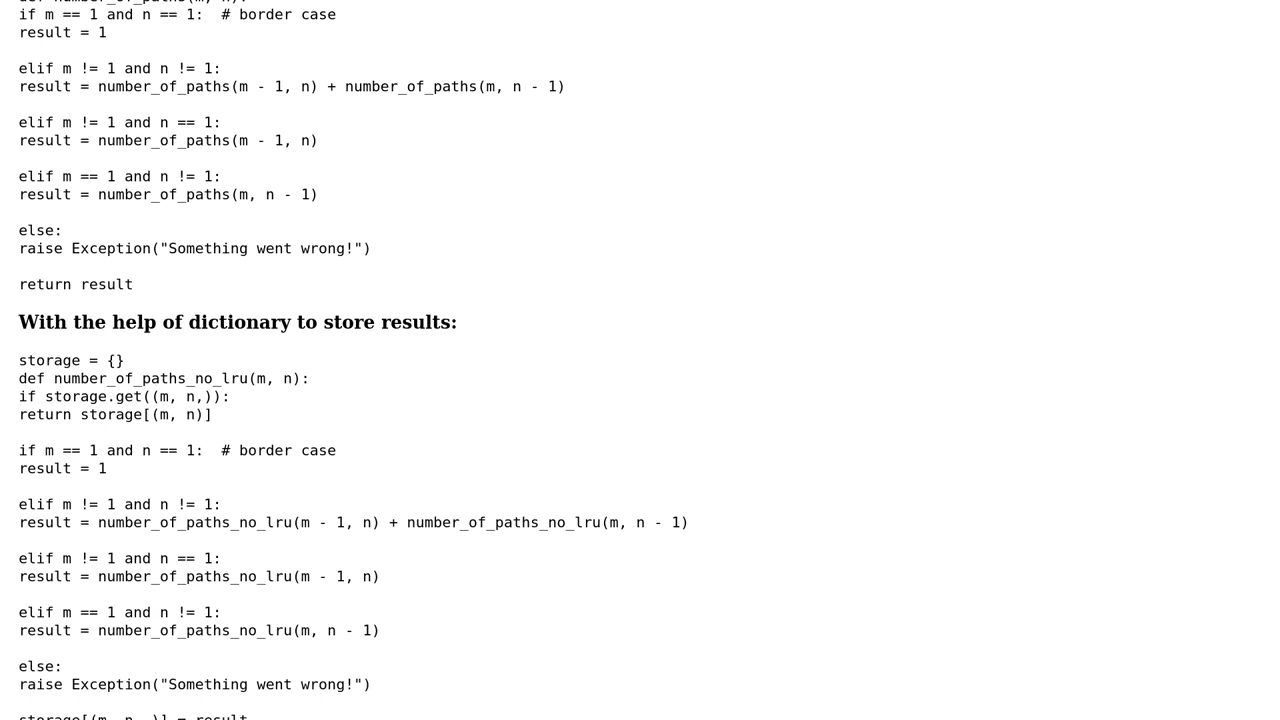 def number_of_paths(m, n):
if m == 1 and n == 1:  # border case
result = 1
elif m != 1 and n != 1:
result = number_of_paths(m - 1, n) + number_of_paths(m, n - 1)
elif m != 1 and n == 1:
result = number_of_paths(m - 1, n)
elif m == 1 and n != 1:
result = number_of_paths(m, n - 1)
else:
raise Exception("Something went wrong!")
return result
With the help of dictionary to store results:
storage = {}
def number_of_paths_no_lru(m, n):
if storage.get((m, n,)):
return storage[(m, n)]
if m == 1 and n == 1:  # border case
result = 1
elif m != 1 and n != 1:
result = number_of_paths_no_lru(m - 1, n) + number_of_paths_no_lru(m, n - 1)
elif m != 1 and n == 1:
result = number_of_paths_no_lru(m - 1, n)
elif m == 1 and n != 1:
result = number_of_paths_no_lru(m, n - 1)
else:
raise Exception("Something went wrong!")
storage[(m, n, )] = result